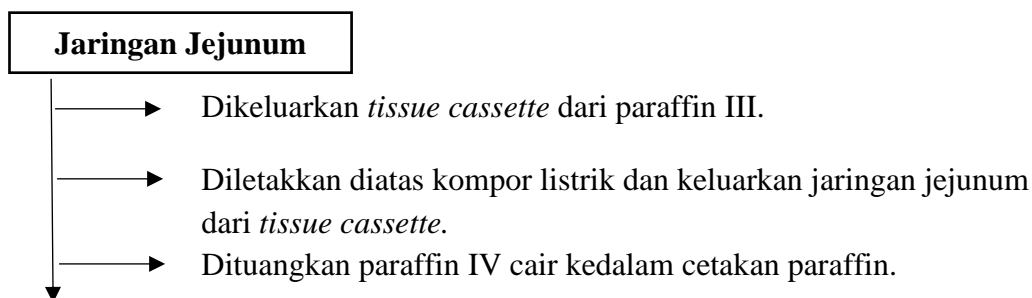 Jaringan Jejunum
Dikeluarkan tissue cassette dari paraffin III.
Diletakkan diatas kompor listrik dan keluarkan jaringan jejunum
dari tissue cassette.
Dituangkan paraffin IV cair kedalam cetakan paraffin.